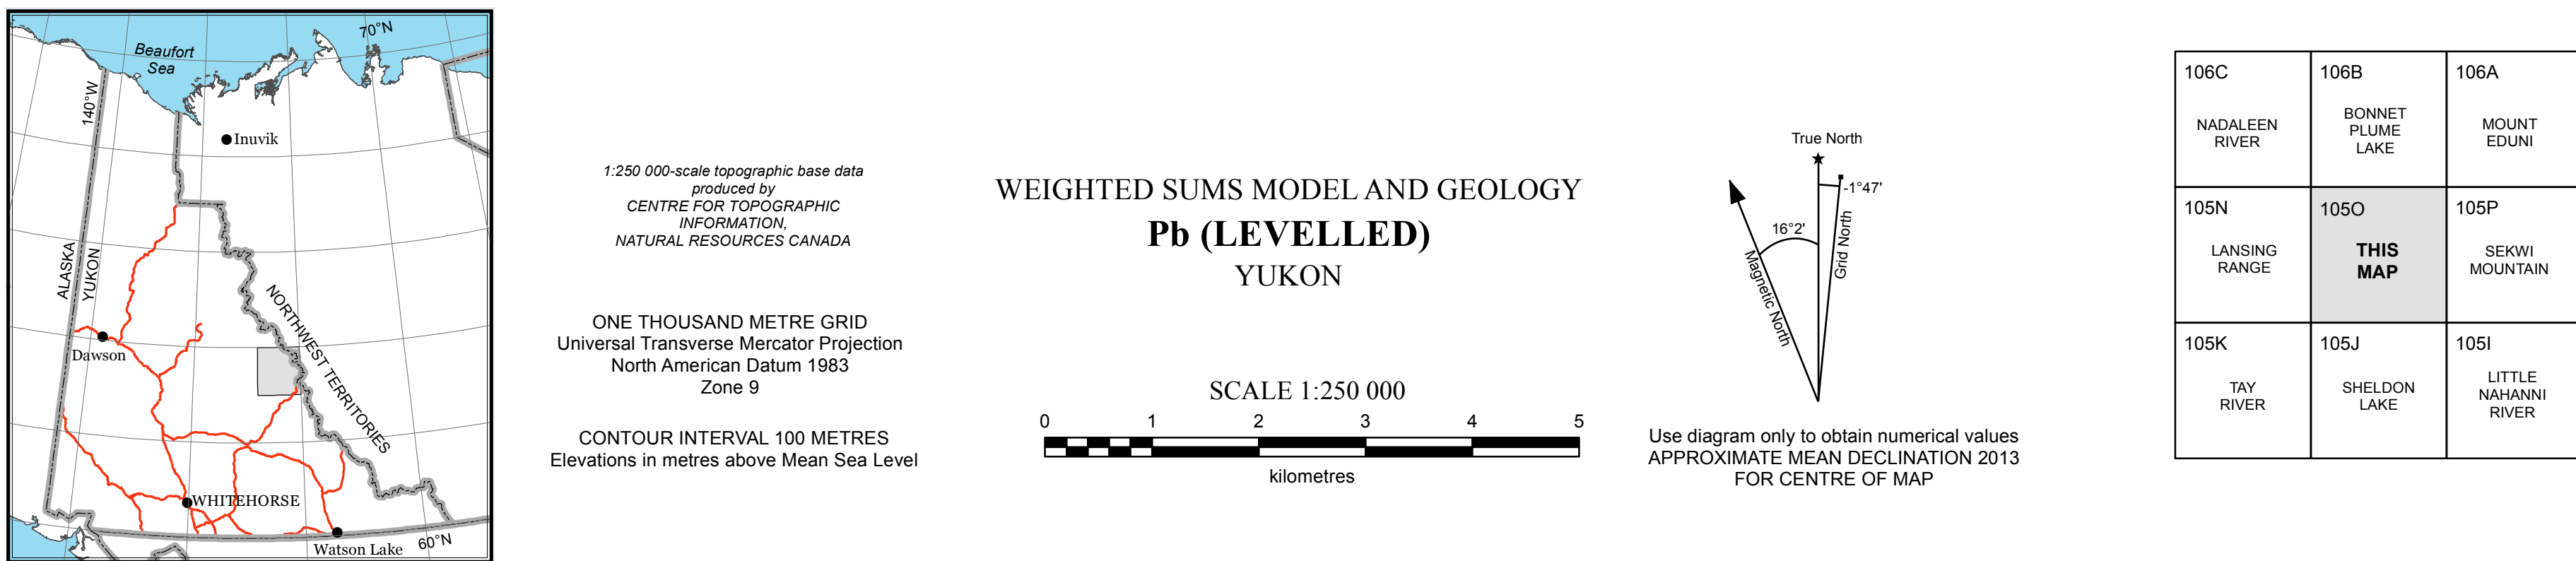 70°N
Beaufort
Sea
140°W
Inuvik
ALASKA
YUKON
NORTHWEST TERRITORIES
Dawson
WHITEHORSE
Watson Lake
60°N
1:250 000-scale topographic base data
produced by
CENTRE FOR TOPOGRAPHIC
INFORMATION,
NATURAL RESOURCES CANADA
ONE THOUSAND METRE GRID
Universal Transverse Mercator Projection
North American Datum 1983
Zone 9
CONTOUR INTERVAL 100 METRES
Elevations in metres above Mean Sea Level
WEIGHTED SUMS MODEL AND GEOLOGY
Pb (LEVELLED)
YUKON
SCALE 1:250 000
0 1 2 3 4 5
kilometres
True North
-1°47'
16°2'
Magnetic North
Grid North
Use diagram only to obtain numerical values
APPROXIMATE MEAN DECLINATION 2013
FOR CENTRE OF MAP
106C
NADALEEN
RIVER
106B
BONNET
PLUME
LAKE
106A
MOUNT
EDUNI
105N
LANSING
RANGE
105O
THIS
MAP
105P
SEKWI
MOUNTAIN
105K
TAY
RIVER
105J
SHELDON
LAKE
105I
LITTLE
NAHANNI
RIVER